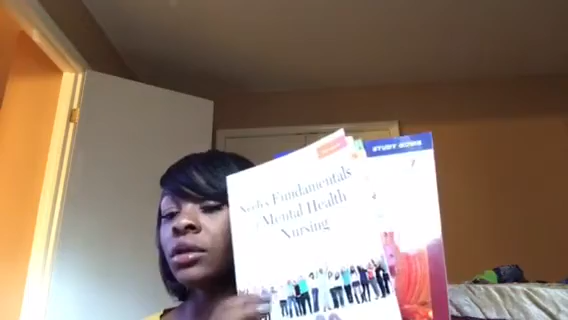 Neeb's Fundamentals
of Mental Health
Nursing
STUDY GUIDE